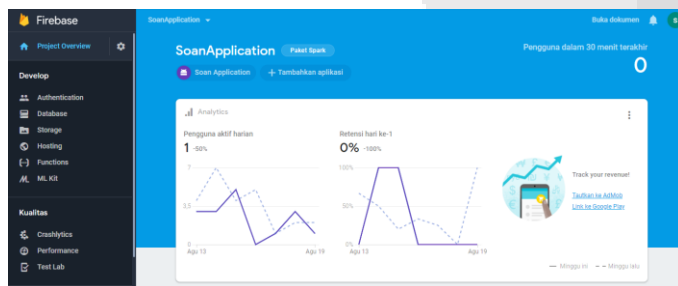 Firebase
Project Overview
Develop
Authentication
Database
Storage
Hosting
Functions
ML Kit
Kualitas
Crashlytics
Performance
Test Lab
SoanApplication
Buka dokumen
S
SoanApplication
Paket Spark
Pengguna dalam 30 menit terakhir
0
Soan Application
+ Tambahkan aplikasi
Analytics
Pengguna aktif harian
1 -50%
7
3,5
0
Agu 13
Agu 19
Retensi hari ke-1
0% -100%
100%
50%
0%
Agu 13
Agu 19
Track your revenue!
Tautkan ke AdMob
Link ke Google Play
Minggu ini
Minggu lalu